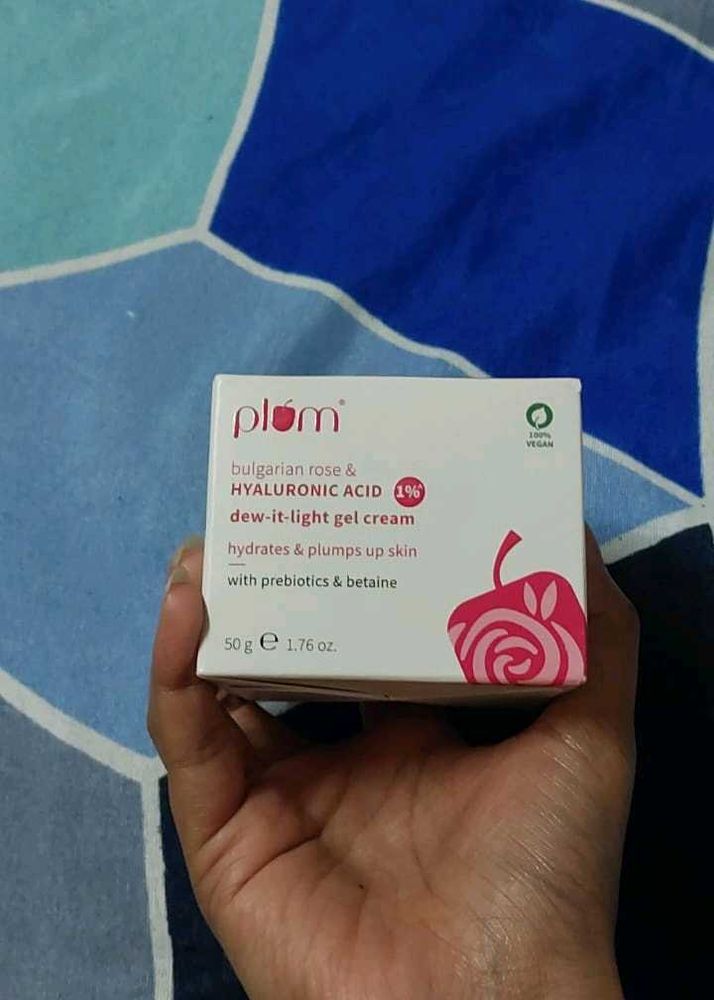 plum®
100%
VEGAN
bulgarian rose &
HYALURONIC ACID 1%^
dew-it-light gel cream
hydrates & plumps up skin
with prebiotics & betaine
50 g ℮ 1.76 oz.